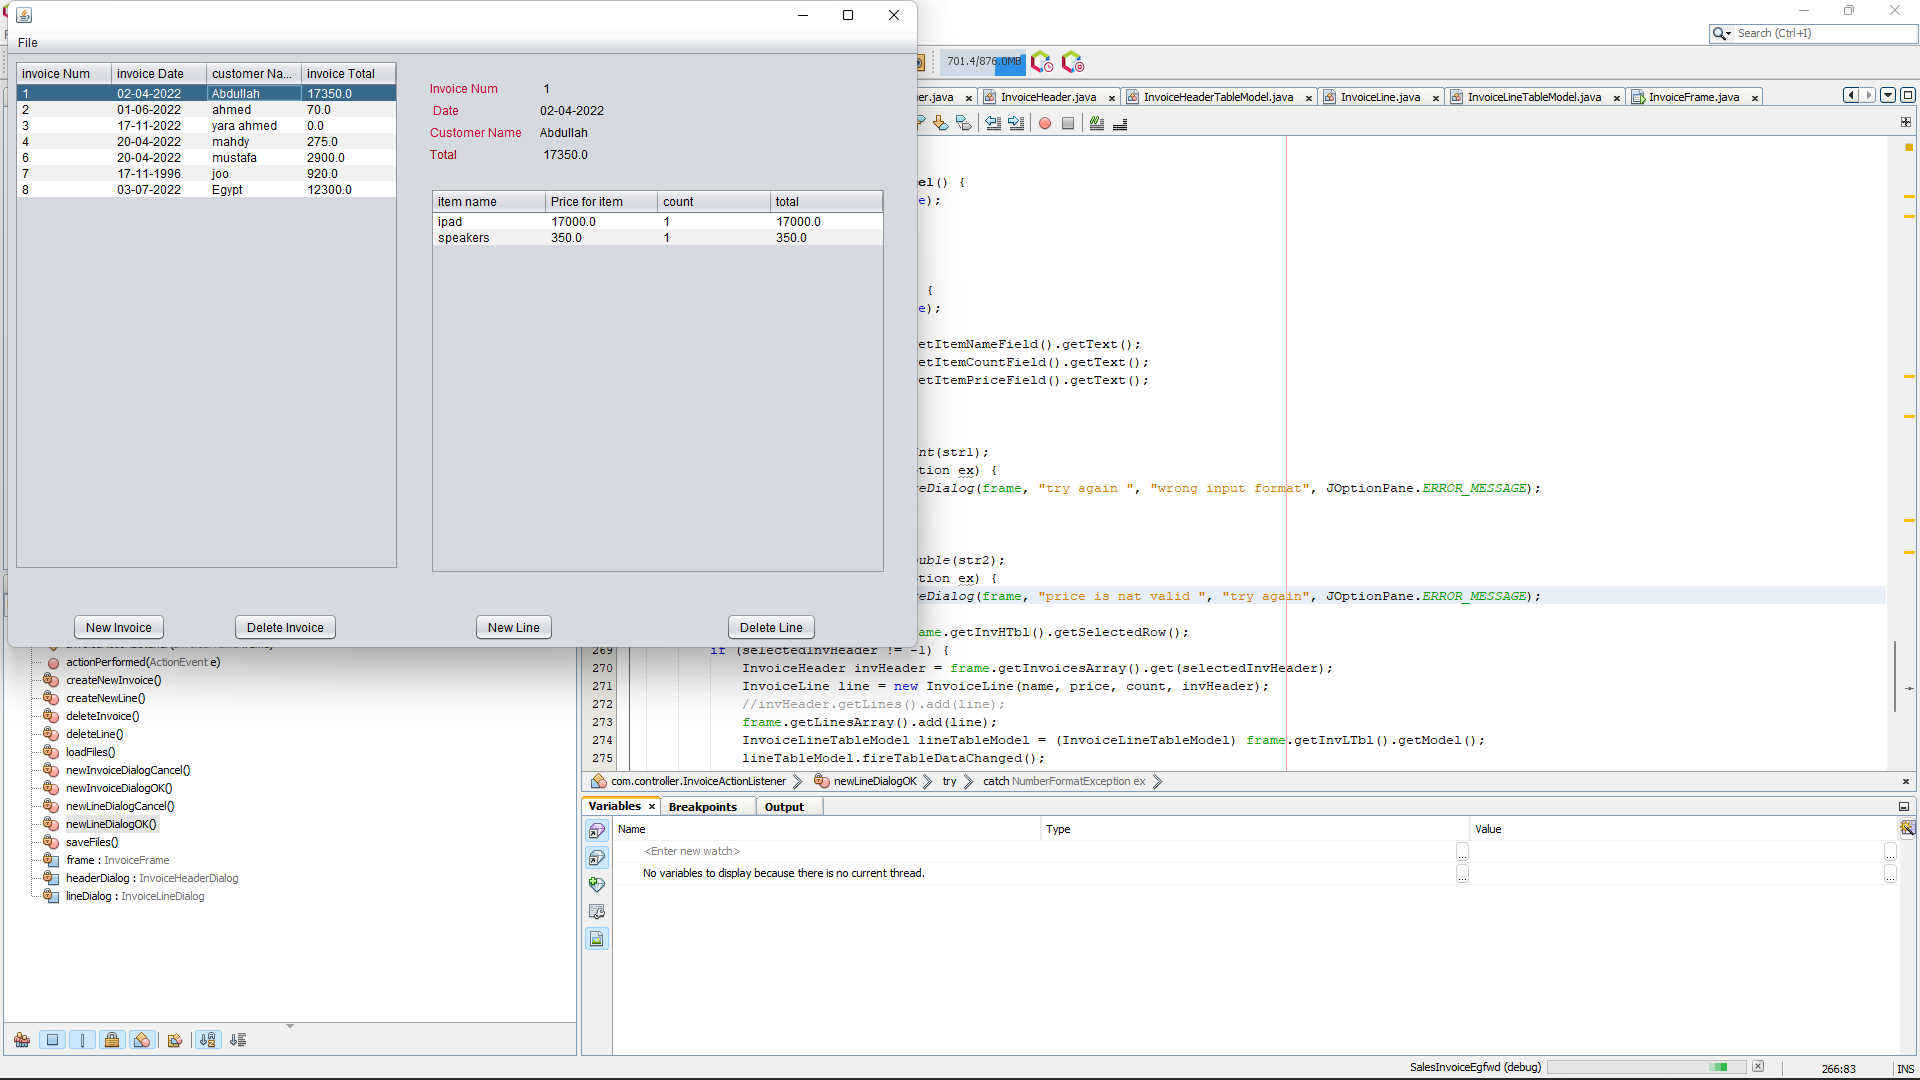 File
invoice Num invoice Date customer Na... invoice Total
1 02-04-2022 Abdullah 17350.0
2 01-06-2022 ahmed 70.0
3 17-11-2022 yara ahmed 0.0
4 20-04-2022 mahdy 275.0
6 20-04-2022 mustafa 2900.0
7 17-11-1996 joo 920.0
8 03-07-2022 Egypt 12300.0
Invoice Num 1
Date 02-04-2022
Customer Name Abdullah
Total 17350.0
item name Price for item count total
ipad 17000.0 1 17000.0
speakers 350.0 1 350.0
New Invoice Delete Invoice New Line Delete Line
Search (Ctrl+I)
701.4/876.0MB
er.java InvoiceHeader.java InvoiceHeaderTableModel.java InvoiceLine.java InvoiceLineTableModel.java InvoiceFrame.java
el() {
e);
{
e);
etItemNameField().getText();
etItemCountField().getText();
etItemPriceField().getText();
nt(str1);
tion ex) {
eDialog(frame, "try again ", "wrong input format", JOptionPane.ERROR_MESSAGE);
uble(str2);
tion ex) {
eDialog(frame, "price is nat valid ", "try again", JOptionPane.ERROR_MESSAGE);
ame.getInvHTbl().getSelectedRow();
269 if (selectedInvHeader != -1) {
270 InvoiceHeader invHeader = frame.getInvoicesArray().get(selectedInvHeader);
271 InvoiceLine line = new InvoiceLine(name, price, count, invHeader);
272 //invHeader.getLines().add(line);
273 frame.getLinesArray().add(line);
274 InvoiceLineTableModel lineTableModel = (InvoiceLineTableModel) frame.getInvLTbl().getModel();
275 lineTableModel.fireTableDataChanged();
com.controller.InvoiceActionListener newLineDialogOK try catch NumberFormatException ex
actionPerformed(ActionEvent e)
createNewInvoice()
createNewLine()
deleteInvoice()
deleteLine()
loadFiles()
newInvoiceDialogCancel()
newInvoiceDialogOK()
newLineDialogCancel()
newLineDialogOK()
saveFiles()
frame : InvoiceFrame
headerDialog : InvoiceHeaderDialog
lineDialog : InvoiceLineDialog
Variables Breakpoints Output
Name Type Value
<Enter new watch>
No variables to display because there is no current thread.
SalesInvoiceEgfwd (debug) 266:83 INS